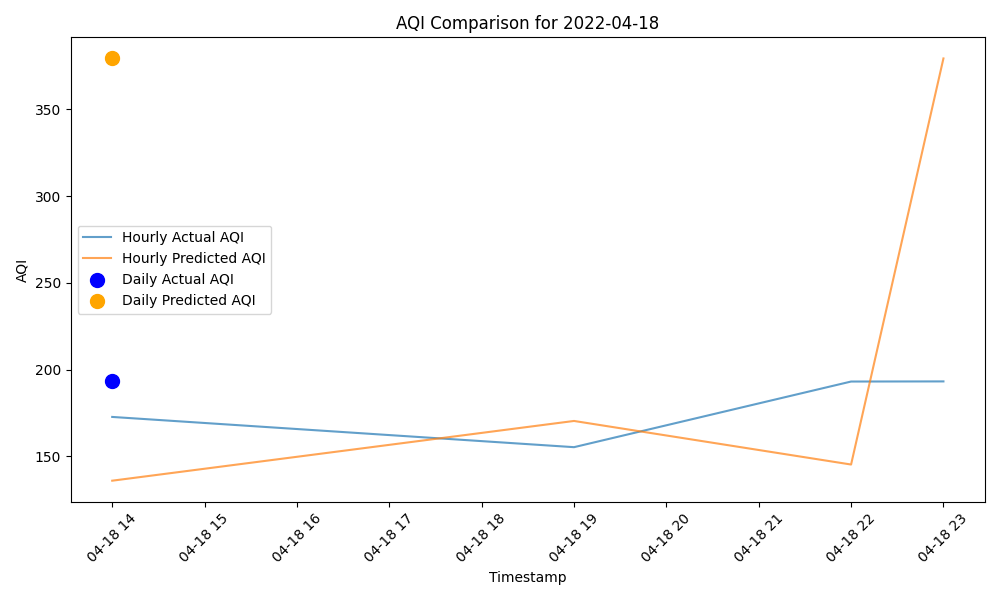 AQI Comparison for 2022-04-18
AQI
350
300
250
200
150
Hourly Actual AQI
Hourly Predicted AQI
Daily Actual AQI
Daily Predicted AQI
04-18 14
04-18 15
04-18 16
04-18 17
04-18 18
04-18 19
04-18 20
04-18 21
04-18 22
04-18 23
Timestamp